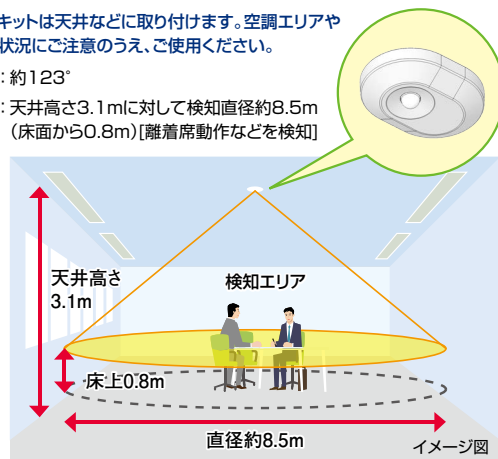 キットは天井などに取り付けます。空調エリアや
状況にご注意のうえ、ご使用ください。
：約123°
：天井高さ3.1mに対して検知直径約8.5m
（床面から0.8m）[離着席動作などを検知]
天井高さ
3.1m
検知エリア
床上0.8m
直径約8.5m
イメージ図